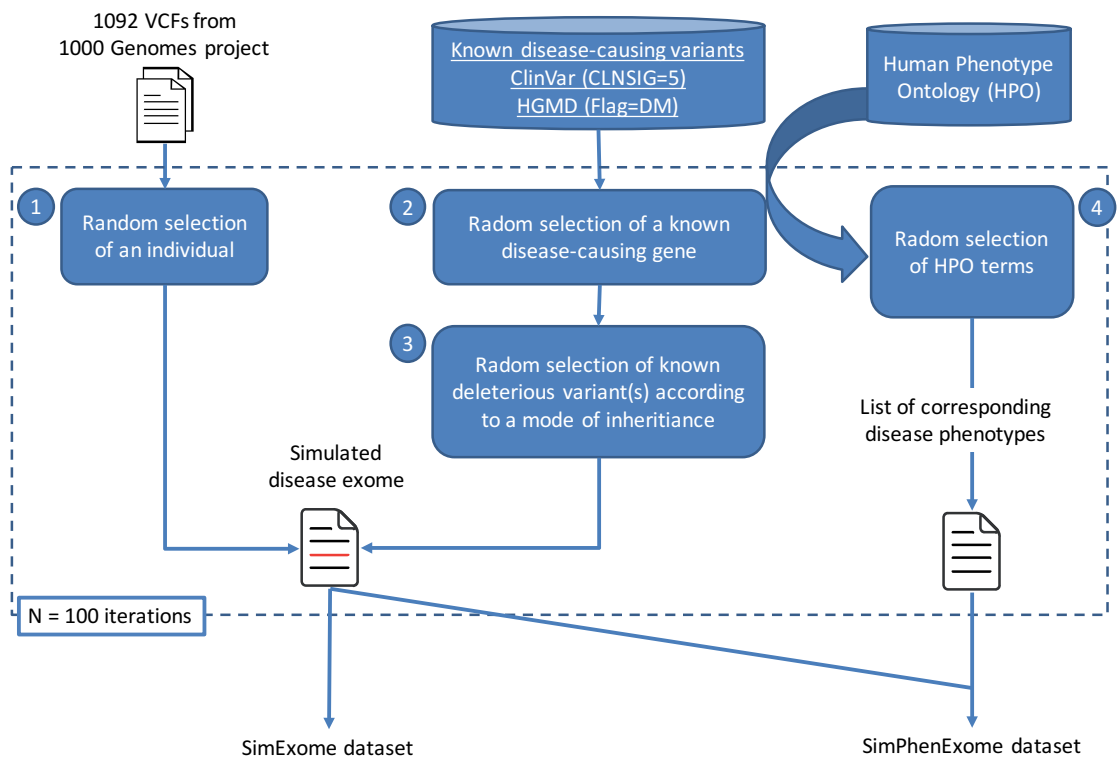 1092 VCFs from
1000 Genomes project
Known disease-causing variants
ClinVar (CLNSIG=5)
HGMD (Flag=DM)
Human Phenotype
Ontology (HPO)
1
Random selection
of an individual
2
Radom selection of a known
disease-causing gene
4
Radom selection
of HPO terms
3
Radom selection of known
deleterious variant(s) according
to a mode of inheritiance
List of corresponding
disease phenotypes
Simulated
disease exome
N = 100 iterations
SimExome dataset
SimPhenExome dataset